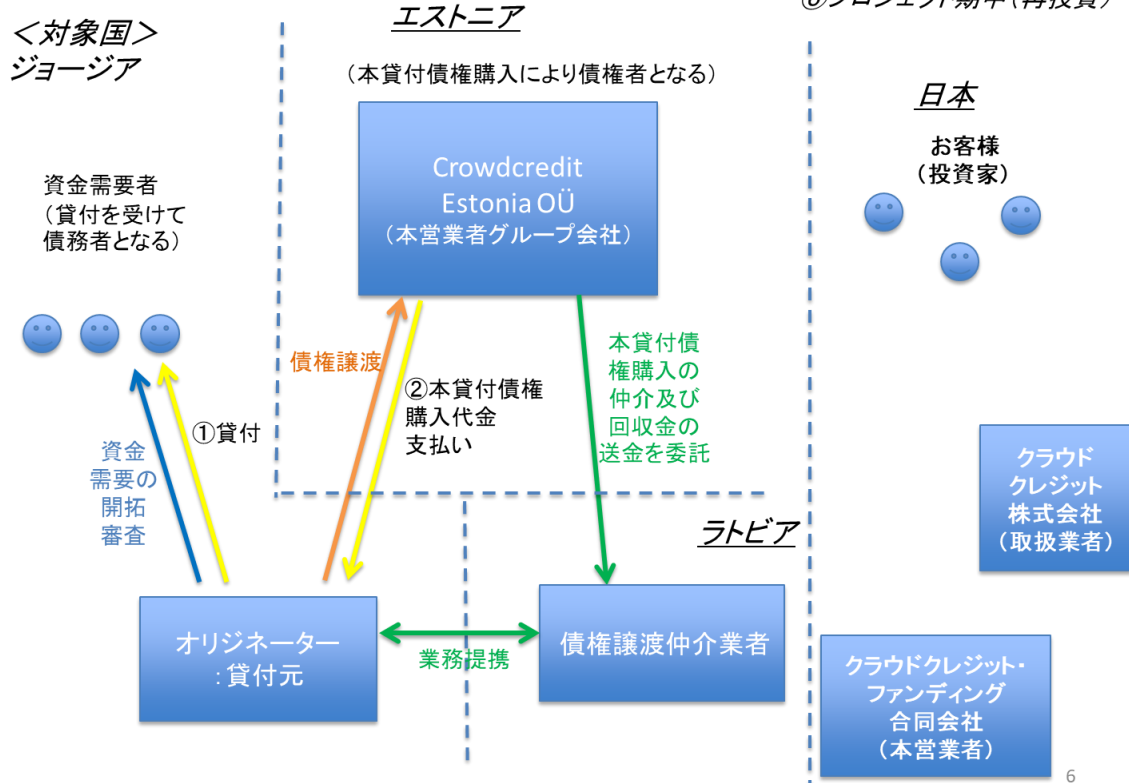 エストニア
<対象国>
ジョージア
(本貸付債権購入により債権者となる)
日本
お客様
(投資家)
Crowdcredit
Estonia OÜ
(本営業者グループ会社)
資金需要者
(貸付を受けて
債務者となる)
債権譲渡
②本貸付債権
購入代金
支払い
本貸付債
権購入の
仲介及び
回収金の
送金を委託
①貸付
資金
需要の
開拓
審査
クラウド
クレジット
株式会社
(取扱業者)
ラトビア
オリジネーター
:貸付元
業務提携
債権譲渡仲介業者
クラウドクレジット・
ファンディング
合同会社
(本営業者)
6